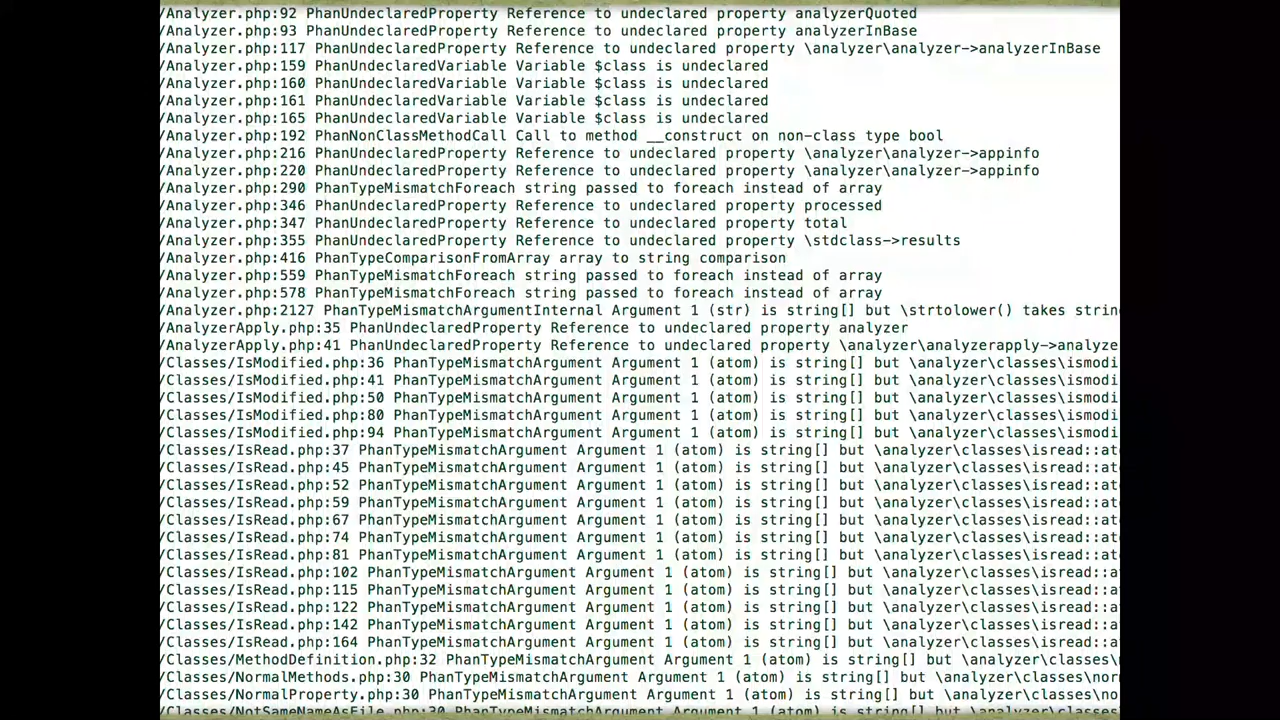 /Analyzer.php:92 PhanUndeclaredProperty Reference to undeclared property analyzerQuoted
/Analyzer.php:93 PhanUndeclaredProperty Reference to undeclared property analyzerInBase
/Analyzer.php:117 PhanUndeclaredProperty Reference to undeclared property \analyzer\analyzer->analyzerInBase
/Analyzer.php:159 PhanUndeclaredVariable Variable $class is undeclared
/Analyzer.php:160 PhanUndeclaredVariable Variable $class is undeclared
/Analyzer.php:161 PhanUndeclaredVariable Variable $class is undeclared
/Analyzer.php:165 PhanUndeclaredVariable Variable $class is undeclared
/Analyzer.php:192 PhanNonClassMethodCall Call to method __construct on non-class type bool
/Analyzer.php:216 PhanUndeclaredProperty Reference to undeclared property \analyzer\analyzer->appinfo
/Analyzer.php:220 PhanUndeclaredProperty Reference to undeclared property \analyzer\analyzer->appinfo
/Analyzer.php:290 PhanTypeMismatchForeach string passed to foreach instead of array
/Analyzer.php:346 PhanUndeclaredProperty Reference to undeclared property processed
/Analyzer.php:347 PhanUndeclaredProperty Reference to undeclared property total
/Analyzer.php:355 PhanUndeclaredProperty Reference to undeclared property \stdclass->results
/Analyzer.php:416 PhanTypeComparisonFromArray array to string comparison
/Analyzer.php:559 PhanTypeMismatchForeach string passed to foreach instead of array
/Analyzer.php:578 PhanTypeMismatchForeach string passed to foreach instead of array
/Analyzer.php:2127 PhanTypeMismatchArgumentInternal Argument 1 (str) is string[] but \strtolower() takes strin
/AnalyzerApply.php:35 PhanUndeclaredProperty Reference to undeclared property analyzer
/AnalyzerApply.php:41 PhanUndeclaredProperty Reference to undeclared property \analyzer\analyzerapply->analyze
/Classes/IsModified.php:36 PhanTypeMismatchArgument Argument 1 (atom) is string[] but \analyzer\classes\ismodi
/Classes/IsModified.php:41 PhanTypeMismatchArgument Argument 1 (atom) is string[] but \analyzer\classes\ismodi
/Classes/IsModified.php:50 PhanTypeMismatchArgument Argument 1 (atom) is string[] but \analyzer\classes\ismodi
/Classes/IsModified.php:80 PhanTypeMismatchArgument Argument 1 (atom) is string[] but \analyzer\classes\ismodi
/Classes/IsModified.php:94 PhanTypeMismatchArgument Argument 1 (atom) is string[] but \analyzer\classes\ismodi
/Classes/IsRead.php:37 PhanTypeMismatchArgument Argument 1 (atom) is string[] but \analyzer\classes\isread::at
/Classes/IsRead.php:45 PhanTypeMismatchArgument Argument 1 (atom) is string[] but \analyzer\classes\isread::at
/Classes/IsRead.php:52 PhanTypeMismatchArgument Argument 1 (atom) is string[] but \analyzer\classes\isread::at
/Classes/IsRead.php:59 PhanTypeMismatchArgument Argument 1 (atom) is string[] but \analyzer\classes\isread::at
/Classes/IsRead.php:67 PhanTypeMismatchArgument Argument 1 (atom) is string[] but \analyzer\classes\isread::at
/Classes/IsRead.php:74 PhanTypeMismatchArgument Argument 1 (atom) is string[] but \analyzer\classes\isread::at
/Classes/IsRead.php:81 PhanTypeMismatchArgument Argument 1 (atom) is string[] but \analyzer\classes\isread::at
/Classes/IsRead.php:102 PhanTypeMismatchArgument Argument 1 (atom) is string[] but \analyzer\classes\isread::a
/Classes/IsRead.php:115 PhanTypeMismatchArgument Argument 1 (atom) is string[] but \analyzer\classes\isread::a
/Classes/IsRead.php:122 PhanTypeMismatchArgument Argument 1 (atom) is string[] but \analyzer\classes\isread::a
/Classes/IsRead.php:142 PhanTypeMismatchArgument Argument 1 (atom) is string[] but \analyzer\classes\isread::a
/Classes/IsRead.php:164 PhanTypeMismatchArgument Argument 1 (atom) is string[] but \analyzer\classes\isread::a
/Classes/MethodDefinition.php:32 PhanTypeMismatchArgument Argument 1 (atom) is string[] but \analyzer\classes\
/Classes/NormalMethods.php:30 PhanTypeMismatchArgument Argument 1 (atom) is string[] but \analyzer\classes\nor
/Classes/NormalProperty.php:30 PhanTypeMismatchArgument Argument 1 (atom) is string[] but \analyzer\classes\no
/Classes/NotSameNameAsFile.php:30 PhanTypeMismatchArgument Argument 1 (atom) is string[] but \analyzer\classes